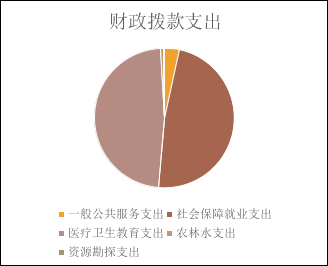 财政拨款支出
一般公共服务支出 社会保障就业支出
医疗卫生教育支出 农林水支出
资源勘探支出